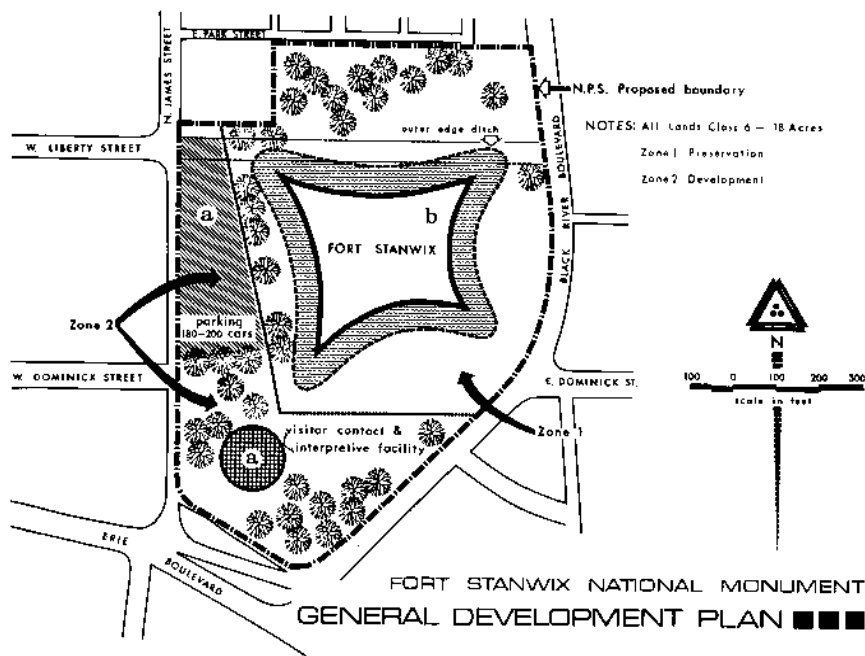 E. PARK STREET
N. JAMES STREET
N.P.S. Proposed boundary
outer edge ditch
NOTES: All Lands Class 6 — 18 Acres
Zone 1 Preservation
Zone 2 Development
W. LIBERTY STREET
BLACK RIVER BOULEVARD
a
b
FORT STANWIX
Zone 2
parking
180-200 cars
N
W. DOMINICK STREET
E. DOMINICK ST.
100 0 100 200 300
scale in feet
visitor contact &
interpretive facility
Zone 1
a
ERIE
BOULEVARD
FORT STANWIX NATIONAL MONUMENT
GENERAL DEVELOPMENT PLAN